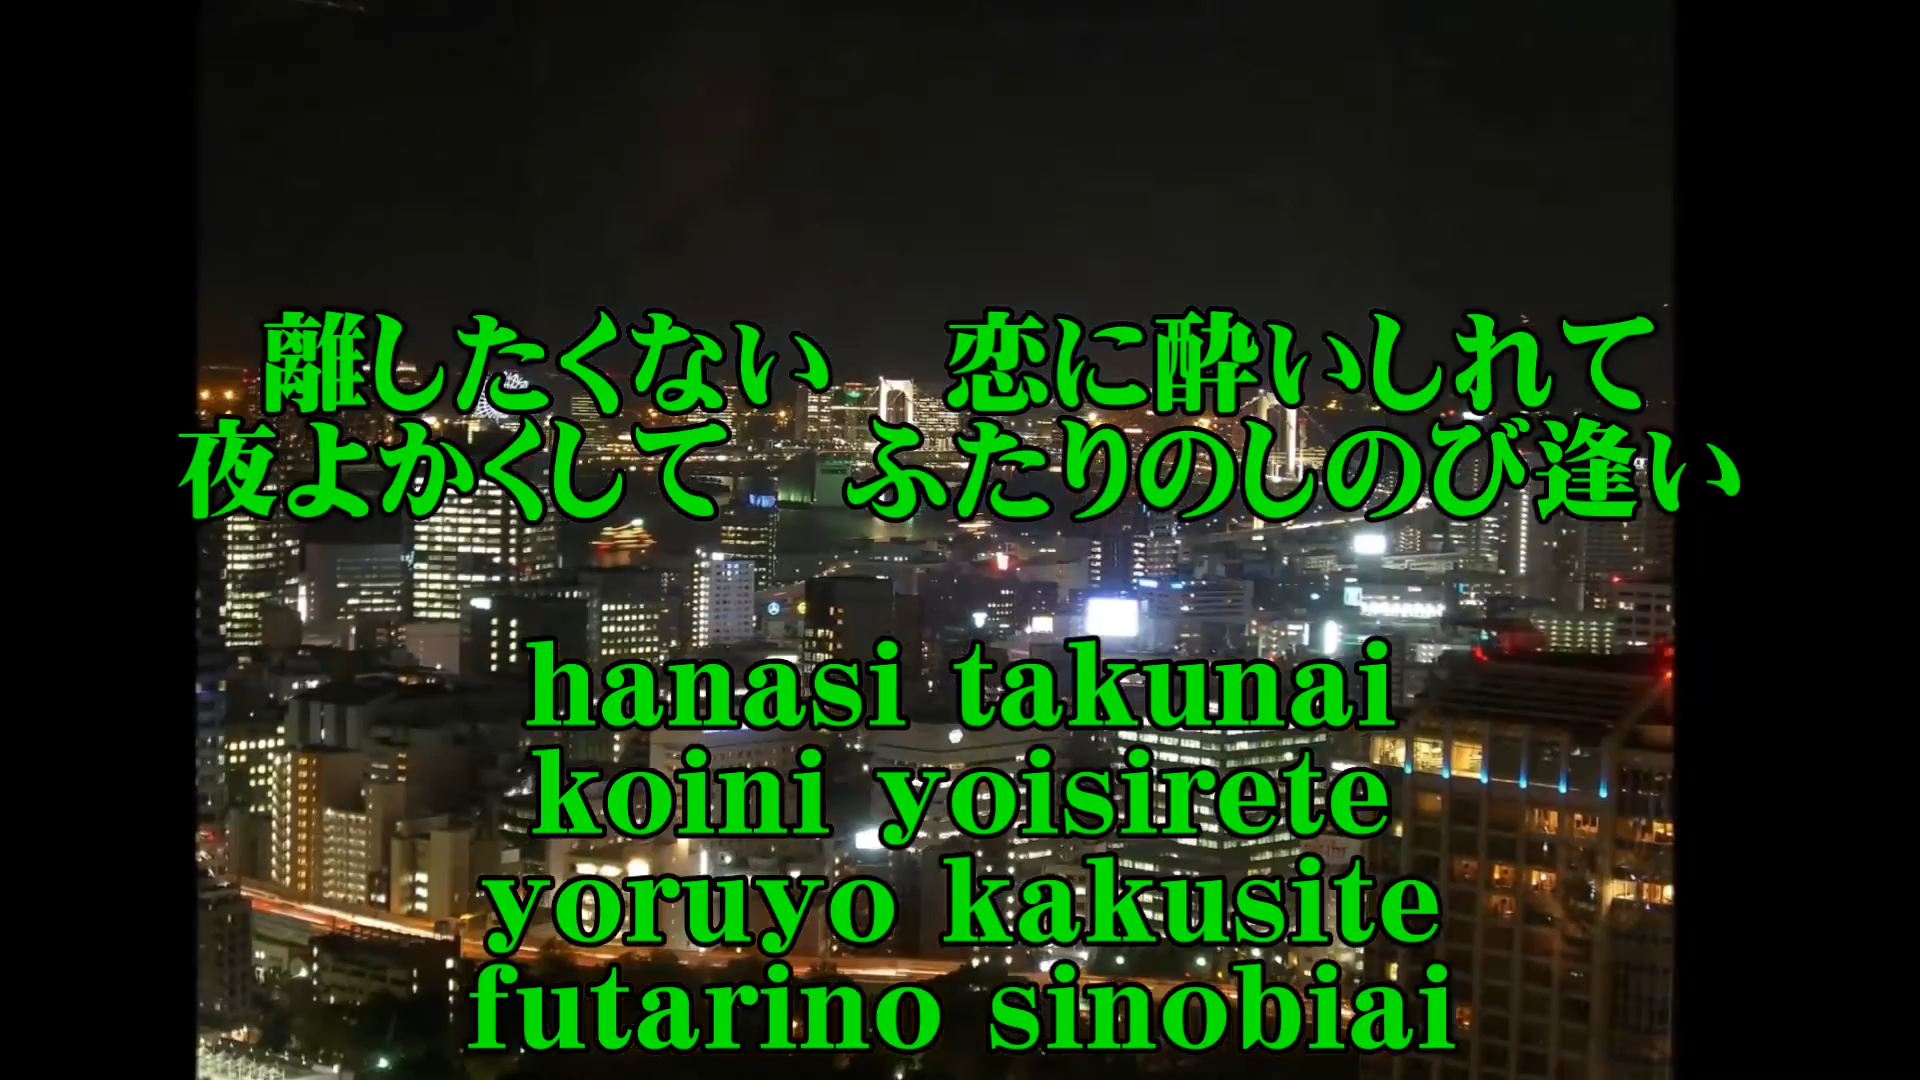 離したくない　恋に酔いしれて
夜よかくして　ふたりのしのび逢い
hanasi takunai
koini yoisirete
yoruyo kakusite
futarino sinobiai